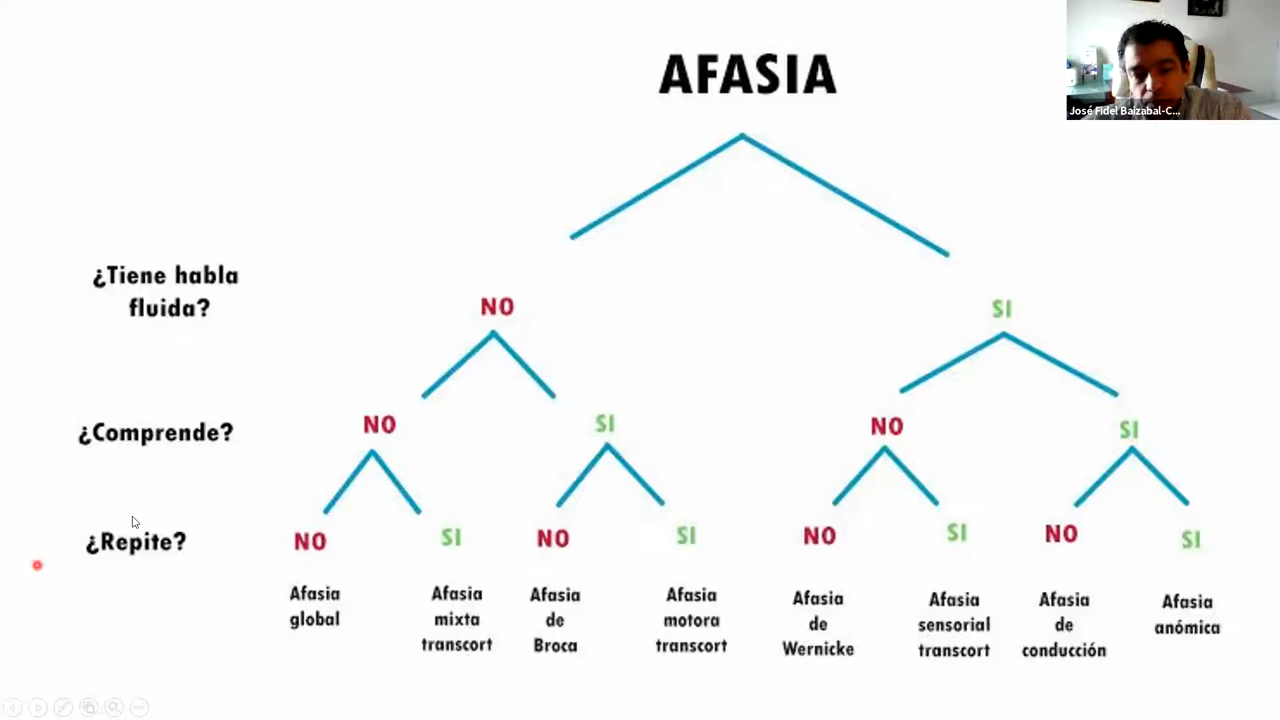 AFASIA
José Fidel Baizabal-C...
¿Tiene habla
fluida?
NO
SI
¿Comprende?
NO
SI
NO
SI
¿Repite?
NO
SI
NO
SI
NO
SI
NO
SI
Afasia
global
Afasia
mixta
transcort
Afasia
de
Broca
Afasia
motora
transcort
Afasia
de
Wernicke
Afasia
sensorial
transcort
Afasia
de
conducción
Afasia
anómica